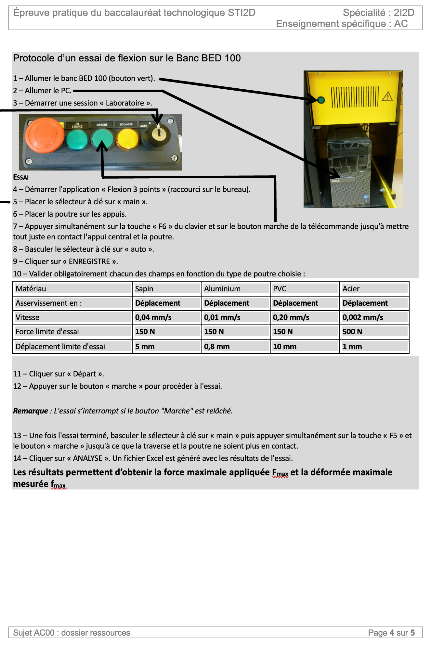 Épreuve pratique du baccalauréat technologique STI2D
Spécialité : 2I2D
Enseignement spécifique : AC
Protocole d'un essai de flexion sur le Banc BED 100
1 – Allumer le banc BED 100 (bouton vert).
2 – Allumer le PC.
3 – Démarrer une session « Laboratoire ».
ESSAI
4 – Démarrer l'application « Flexion 3 points » (raccourci sur le bureau).
5 – Placer le sélecteur à clé sur « main ».
6 – Placer la poutre sur les appuis.
7 – Appuyer simultanément sur la touche « F6 » du clavier et sur le bouton marche de la télécommande jusqu'à mettre
tout juste en contact l'appui central et la poutre.
8 – Basculer le sélecteur à clé sur « auto ».
9 – Cliquer sur « ENREGISTRE ».
10 – Valider obligatoirement chacun des champs en fonction du type de poutre choisie :
Matériau Sapin Aluminium PVC Acier
Asservissement en : Déplacement Déplacement Déplacement Déplacement
Vitesse 0,04 mm/s 0,01 mm/s 0,20 mm/s 0,002 mm/s
Force limite d'essai 150 N 150 N 150 N 500 N
Déplacement limite d'essai 5 mm 0,8 mm 10 mm 1 mm
11 – Cliquer sur « Départ ».
12 – Appuyer sur le bouton « marche » pour procéder à l'essai.
Remarque : L'essai s'interrompt si le bouton "Marche" est relâché.
13 – Une fois l'essai terminé, basculer le sélecteur à clé sur « main » puis appuyer simultanément sur la touche « F5 » et
le bouton « marche » jusqu'à ce que la traverse et la poutre ne soient plus en contact.
14 – Cliquer sur « ANALYSE ». Un fichier Excel est généré avec les résultats de l'essai.
Les résultats permettent d'obtenir la force maximale appliquée Fmax et la déformée maximale
mesurée fmax.
Sujet AC00 : dossier ressources
Page 4 sur 5